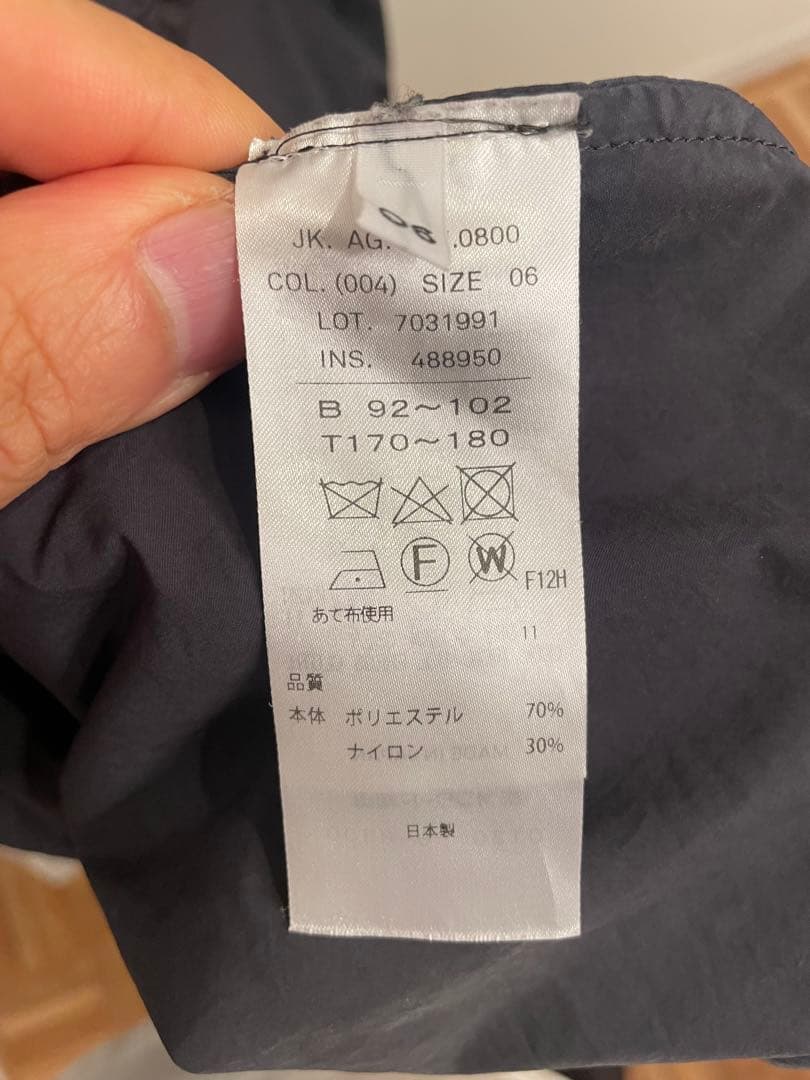 06
JK. AG. .0800
COL. (004) SIZE 06
LOT. 7031991
INS. 488950
B 92～102
T170～180
F W F12H
あて布使用
11
品質
本体 ポリエステル 70%
ナイロン 30%
日本製